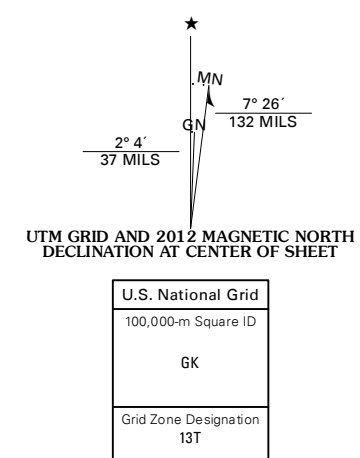 ★
MN
GN
7° 26´
132 MILS
2° 4´
37 MILS
UTM GRID AND 2012 MAGNETIC NORTH
DECLINATION AT CENTER OF SHEET
U.S. National Grid
100,000-m Square ID
GK
Grid Zone Designation
13T